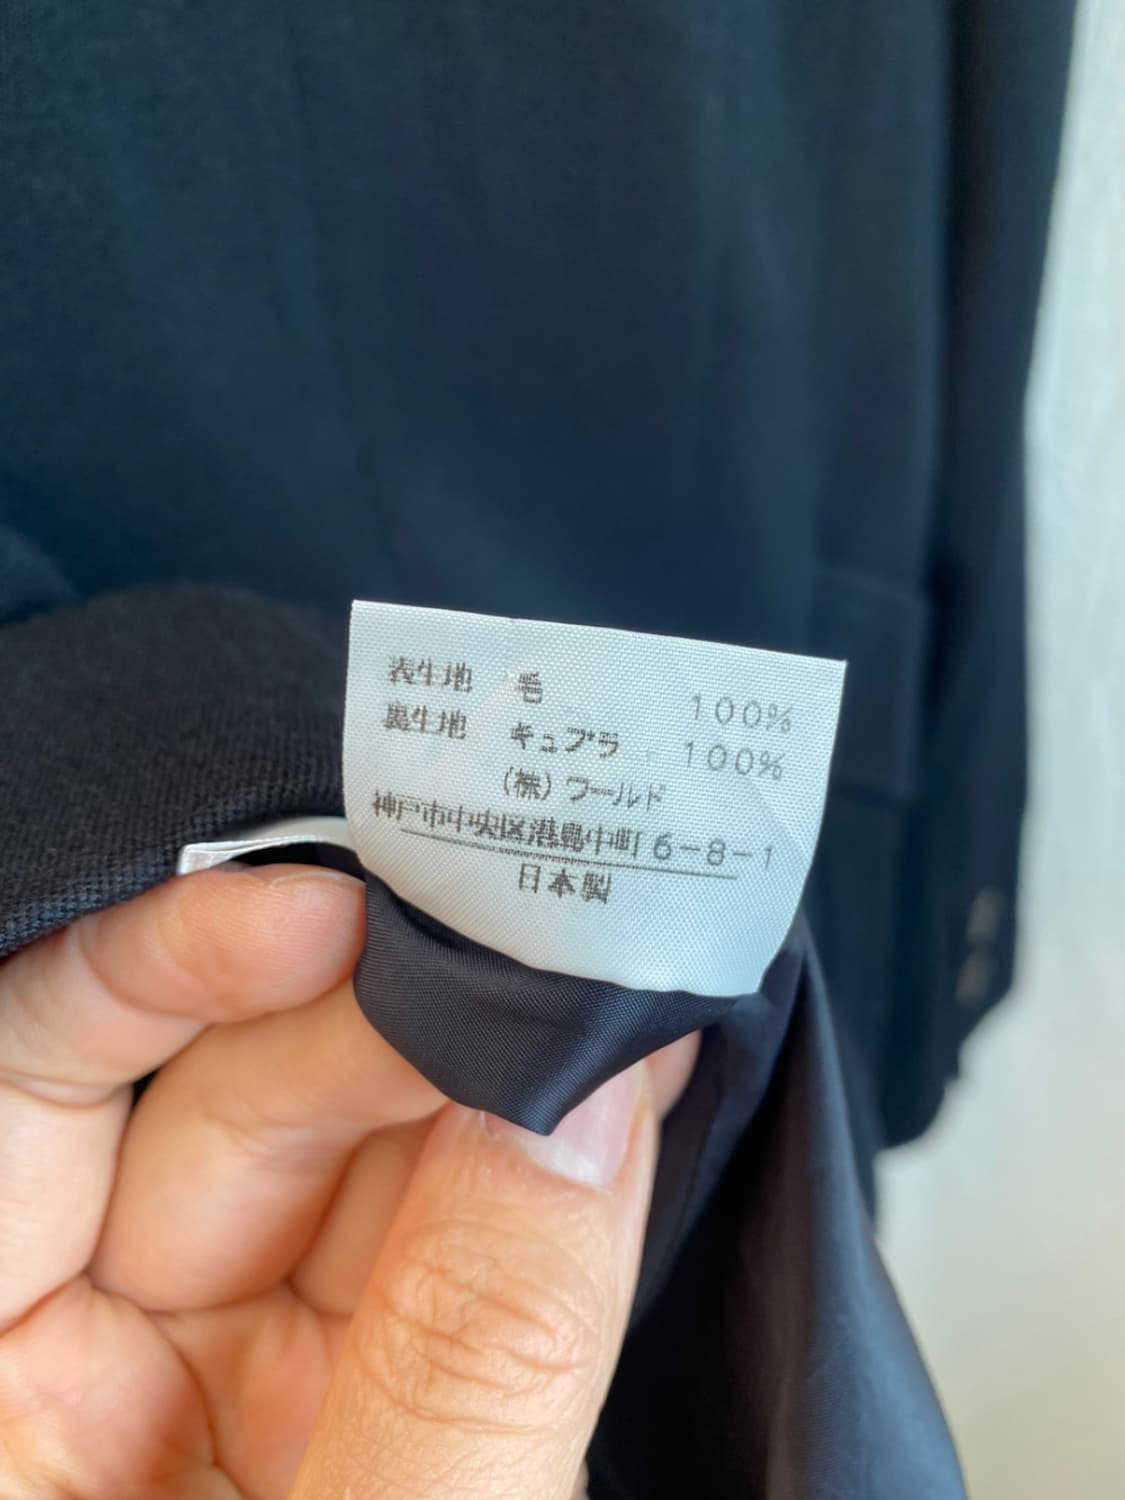 表生地 毛 100%
裏生地 キュプラ 100%
(株)ワールド
神戸市中央区港島中町6-8-1
日本製